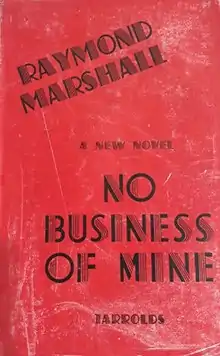 RAYMOND
MARSHALL
A NEW NOVEL
NO
BUSINESS
OF MINE
JARROLDS